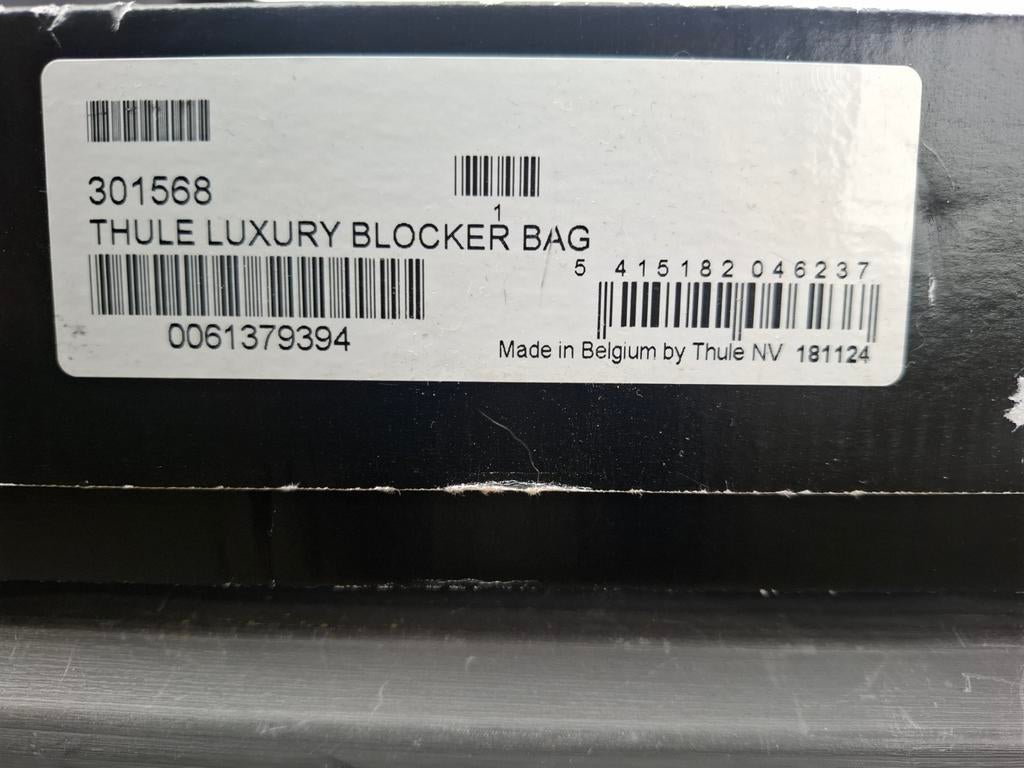 301568
1
THULE LUXURY BLOCKER BAG
5 415182 046237
0061379394
Made in Belgium by Thule NV 181124